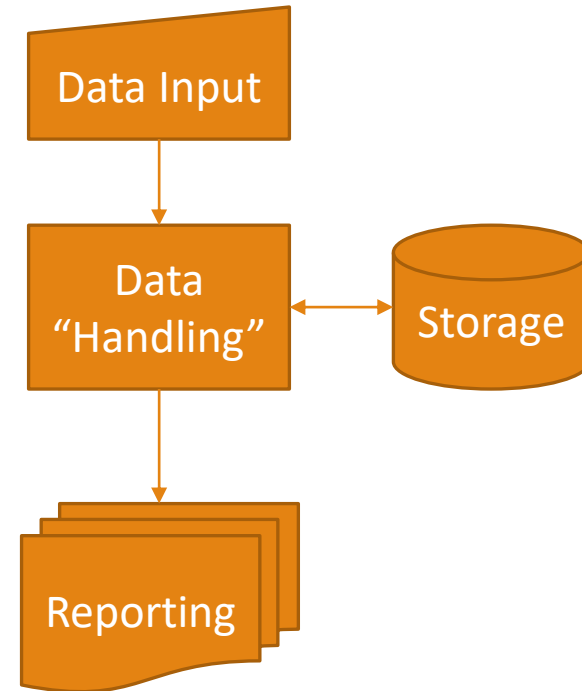 Data Input
Data
“Handling”
Storage
Reporting